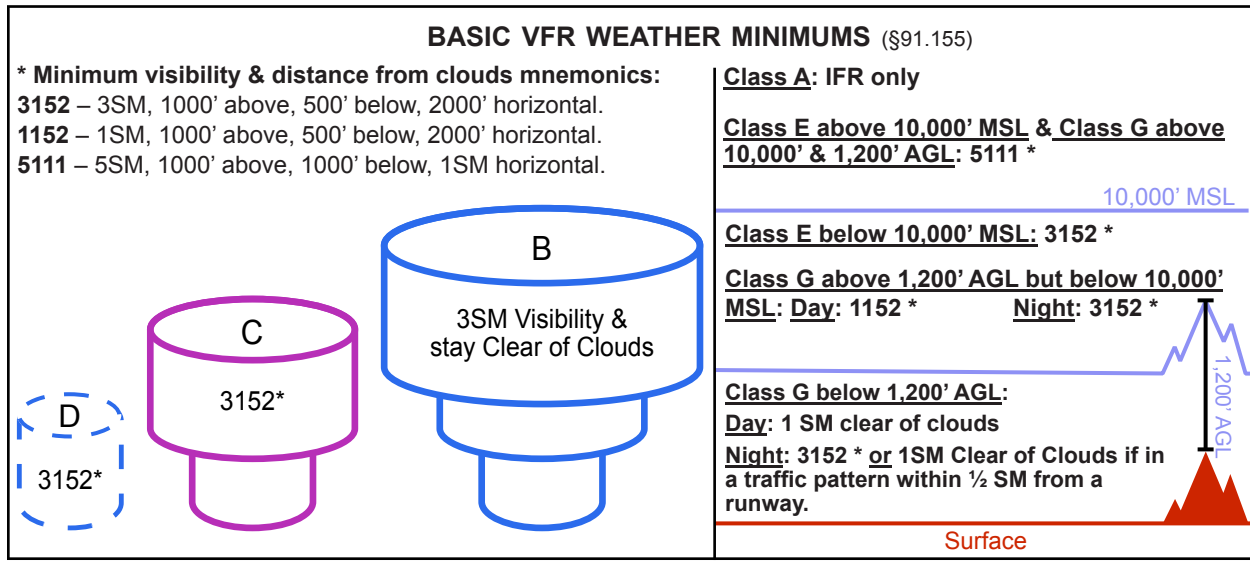 BASIC VFR WEATHER MINIMUMS (§91.155)
* Minimum visibility & distance from clouds mnemonics:
3152 – 3SM, 1000’ above, 500’ below, 2000’ horizontal.
1152 – 1SM, 1000’ above, 500’ below, 2000’ horizontal.
5111 – 5SM, 1000’ above, 1000’ below, 1SM horizontal.
D
3152*
C
3152*
B
3SM Visibility &
stay Clear of Clouds
Class A: IFR only
Class E above 10,000’ MSL & Class G above
10,000’ & 1,200’ AGL: 5111 *
10,000’ MSL
Class E below 10,000’ MSL: 3152 *
Class G above 1,200’ AGL but below 10,000’
MSL: Day: 1152 * Night: 3152 *
1,200’ AGL
Class G below 1,200’ AGL:
Day: 1 SM clear of clouds
Night: 3152 * or 1SM Clear of Clouds if in
a traffic pattern within ½ SM from a
runway.
Surface